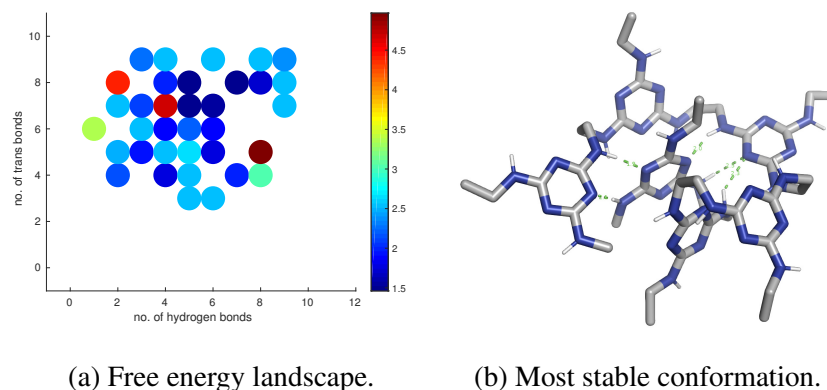 10
8
6
4
2
0
no. of trans bonds
0 2 4 6 8 10 12
no. of hydrogen bonds
4.5
4
3.5
3
2.5
2
1.5
(a) Free energy landscape.
(b) Most stable conformation.